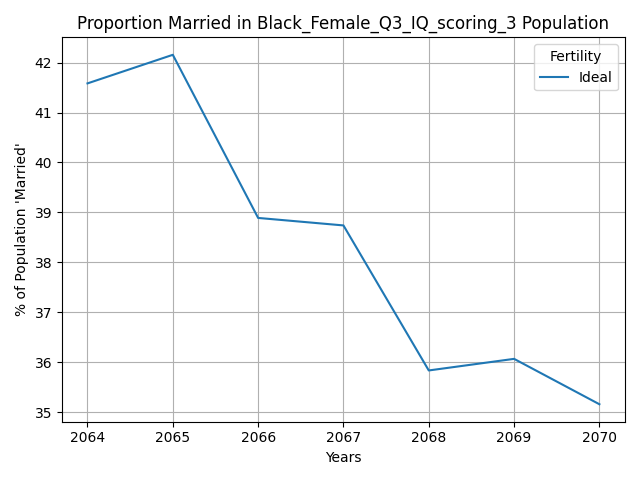 Proportion Married in Black_Female_Q3_IQ_scoring_3 Population
Fertility
Ideal
% of Population 'Married'
42
41
40
39
38
37
36
35
2064 2065 2066 2067 2068 2069 2070
Years